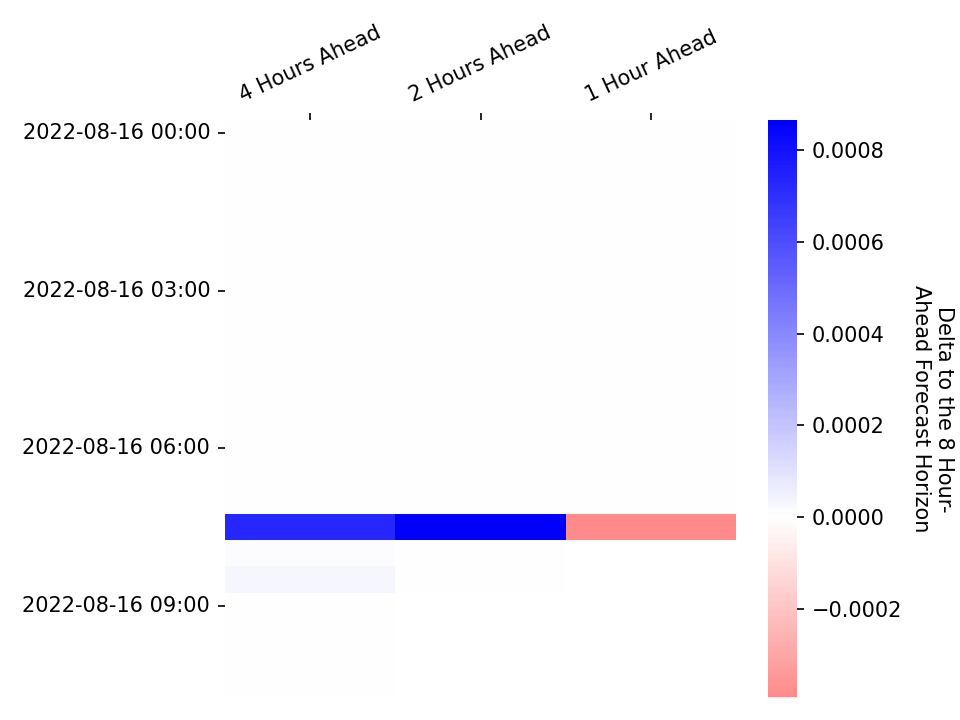 4 Hours Ahead
2 Hours Ahead
1 Hour Ahead
2022-08-16 00:00
2022-08-16 03:00
2022-08-16 06:00
2022-08-16 09:00
0.0008
0.0006
0.0004
0.0002
0.0000
−0.0002
Delta to the 8 Hour-
Ahead Forecast Horizon